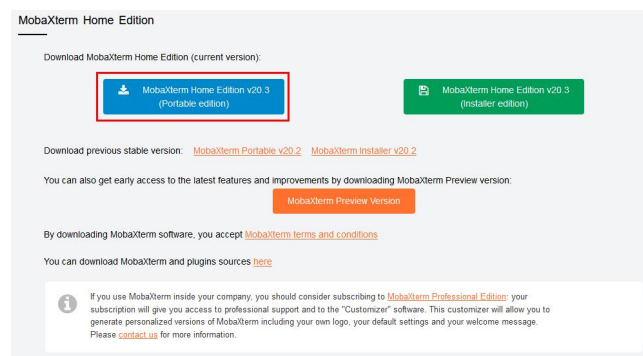 MobaXterm Home Edition
Download MobaXterm Home Edition (current version):
MobaXterm Home Edition v20.3
(Portable edition)
MobaXterm Home Edition v20.3
(Installer edition)
Download previous stable version: MobaXterm Portable v20.2 MobaXterm Installer v20.2
You can also get early access to the latest features and improvements by downloading MobaXterm Preview version:
MobaXterm Preview Version
By downloading MobaXterm software, you accept MobaXterm terms and conditions
You can download MobaXterm and plugins sources here
If you use MobaXterm inside your company, you should consider subscribing to MobaXterm Professional Edition: your
subscription will give you access to professional support and to the "Customizer" software. This customizer will allow you to
generate personalized versions of MobaXterm including your own logo, your default settings and your welcome message.
Please contact us for more information.